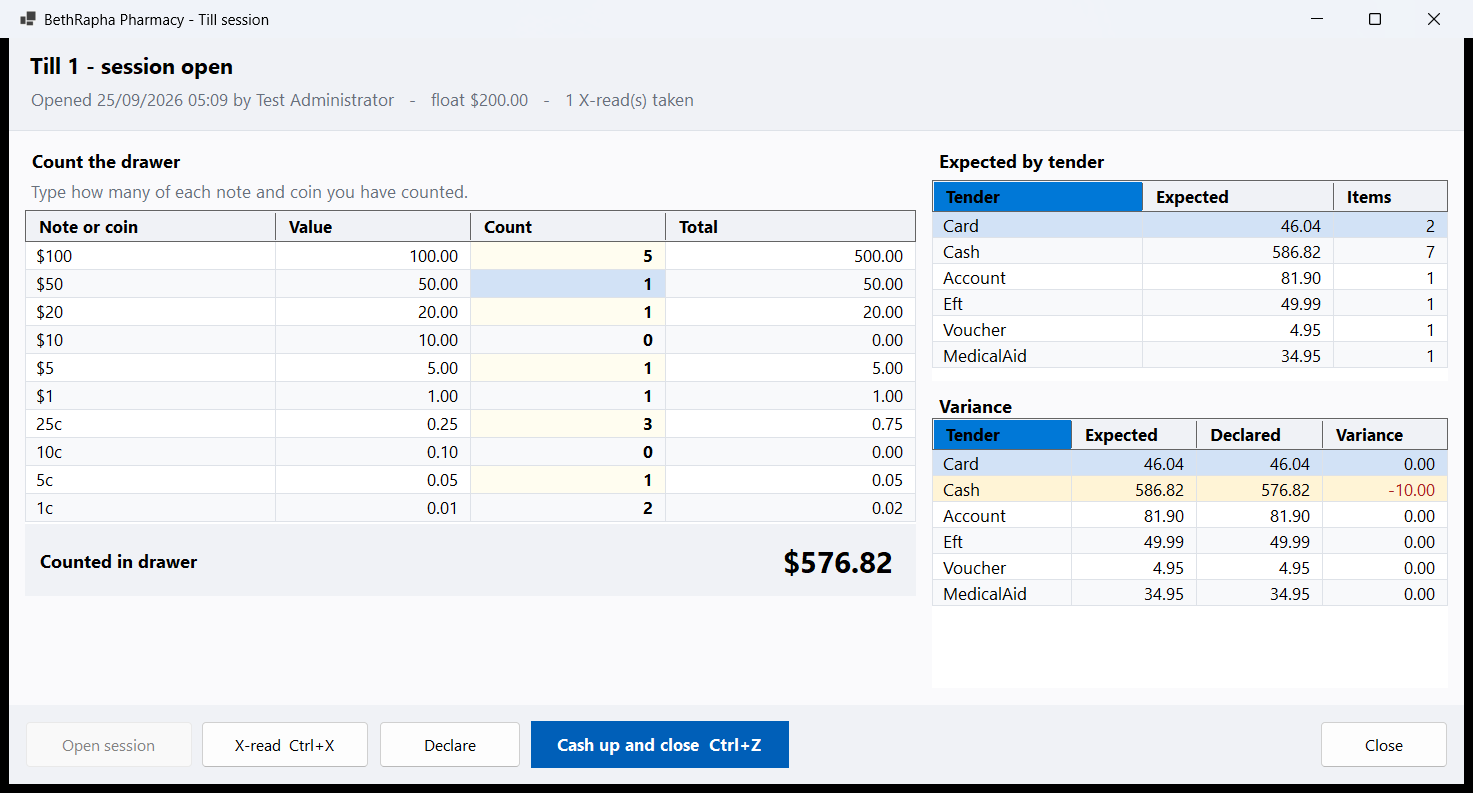 BethRapha Pharmacy - Till session
Till 1 - session open
Opened 25/09/2026 05:09 by Test Administrator - float $200.00 - 1 X-read(s) taken
Count the drawer
Type how many of each note and coin you have counted.
Note or coin Value Count Total
$100 100.00 5 500.00
$50 50.00 1 50.00
$20 20.00 1 20.00
$10 10.00 0 0.00
$5 5.00 1 5.00
$1 1.00 1 1.00
25c 0.25 3 0.75
10c 0.10 0 0.00
5c 0.05 1 0.05
1c 0.01 2 0.02
Counted in drawer $576.82
Expected by tender
Tender Expected Items
Card 46.04 2
Cash 586.82 7
Account 81.90 1
Eft 49.99 1
Voucher 4.95 1
MedicalAid 34.95 1
Variance
Tender Expected Declared Variance
Card 46.04 46.04 0.00
Cash 586.82 576.82 -10.00
Account 81.90 81.90 0.00
Eft 49.99 49.99 0.00
Voucher 4.95 4.95 0.00
MedicalAid 34.95 34.95 0.00
Open session X-read Ctrl+X Declare Cash up and close Ctrl+Z Close